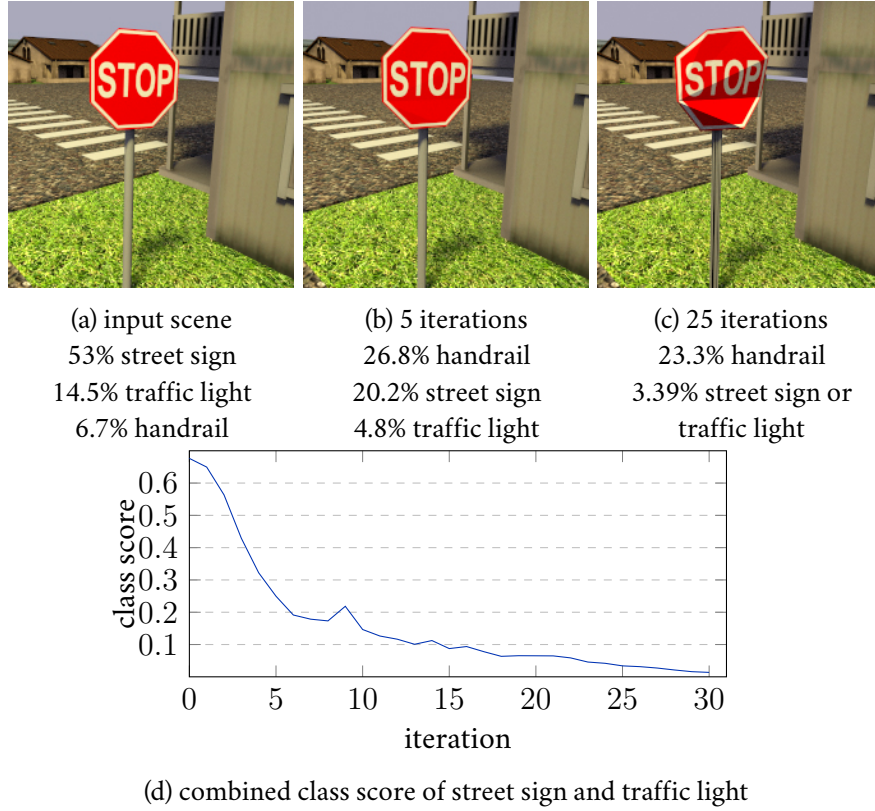 STOP STOP STOP
(a) input scene (b) 5 iterations (c) 25 iterations
53% street sign 26.8% handrail 23.3% handrail
14.5% traffic light 20.2% street sign 3.39% street sign or
6.7% handrail 4.8% traffic light traffic light
class score
0.6
0.5
0.4
0.3
0.2
0.1
0 5 10 15 20 25 30
iteration
(d) combined class score of street sign and traffic light